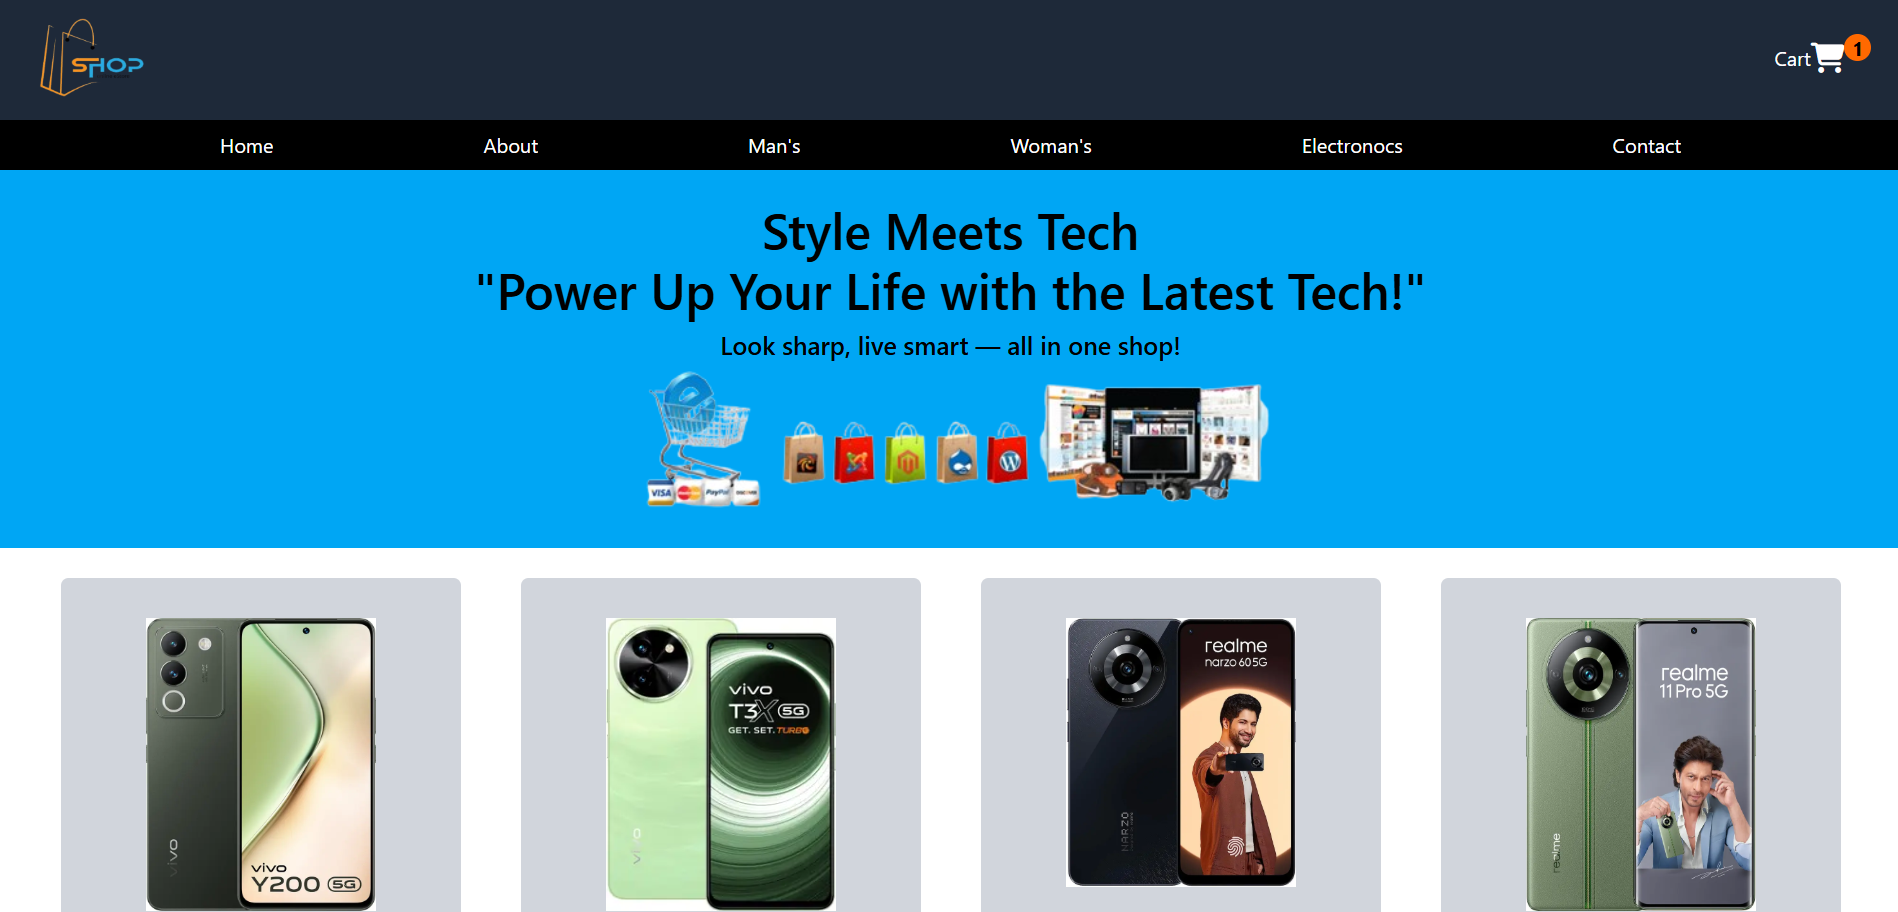 SHOP
Cart 1
Home About Man's Woman's Electronocs Contact
Style Meets Tech
"Power Up Your Life with the Latest Tech!"
Look sharp, live smart — all in one shop!
VISA PayPal
vivo
vivo
Y200 5G
vivo
vivo
T3X 5G
GET. SET. TURBO
NARZO
realme
narzo 60 5G
realme
realme
11 Pro 5G